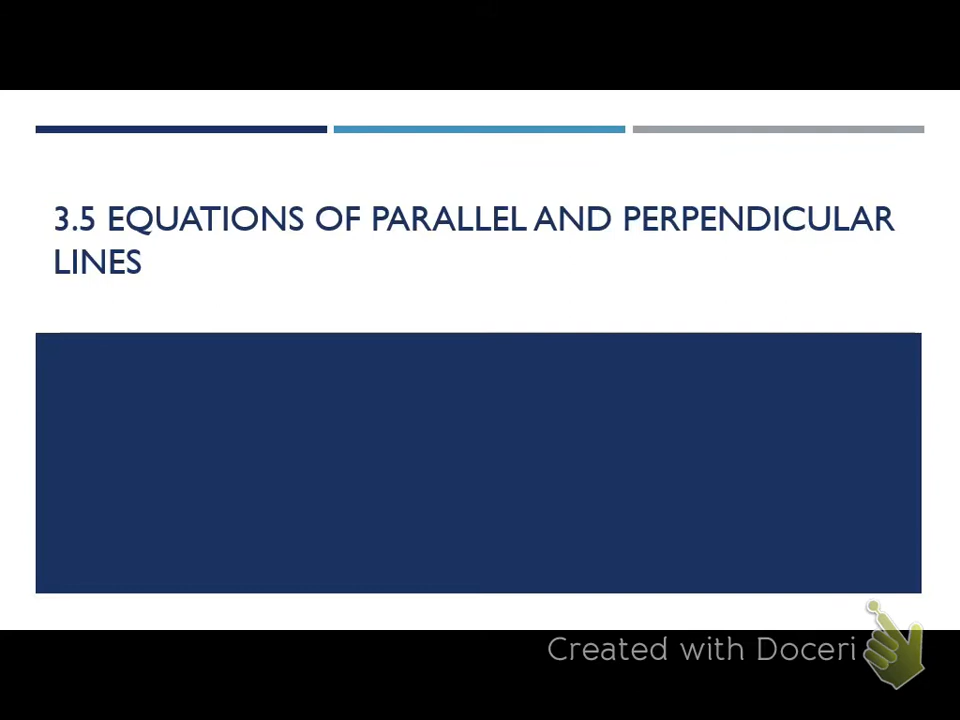 3.5 EQUATIONS OF PARALLEL AND PERPENDICULAR
LINES
Created with Doceri